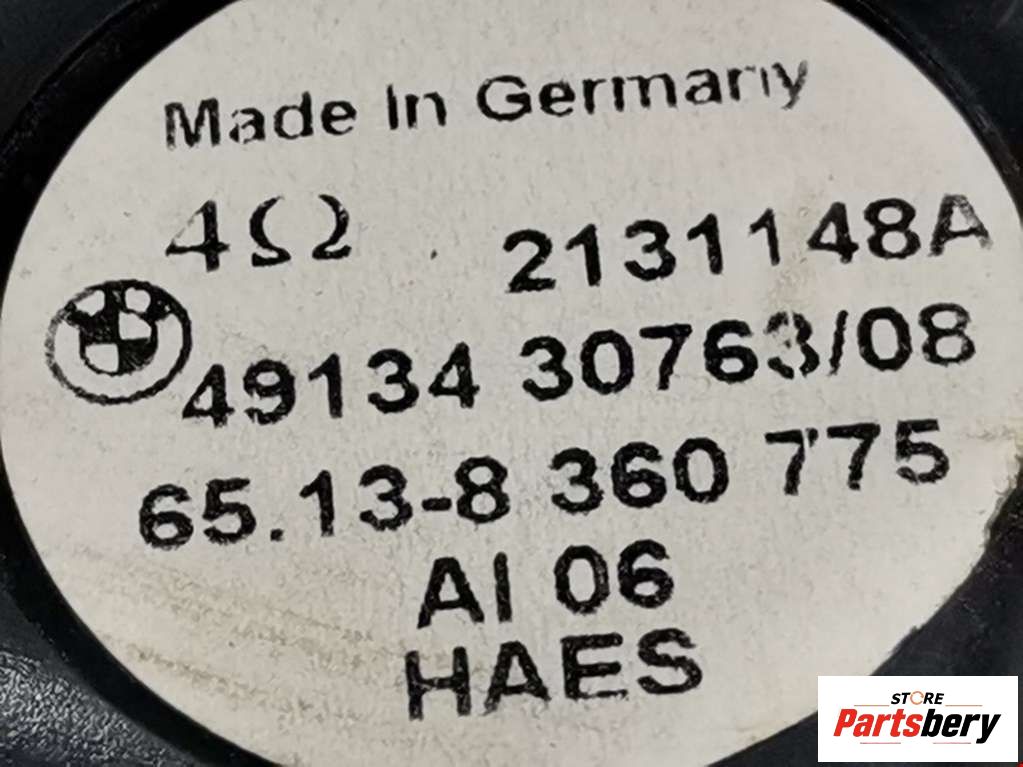 Made In Germany
4Ω 2131148A
49134 30763/08
65.13-8 360 775
AI 06
HAES
STORE
Partsbery